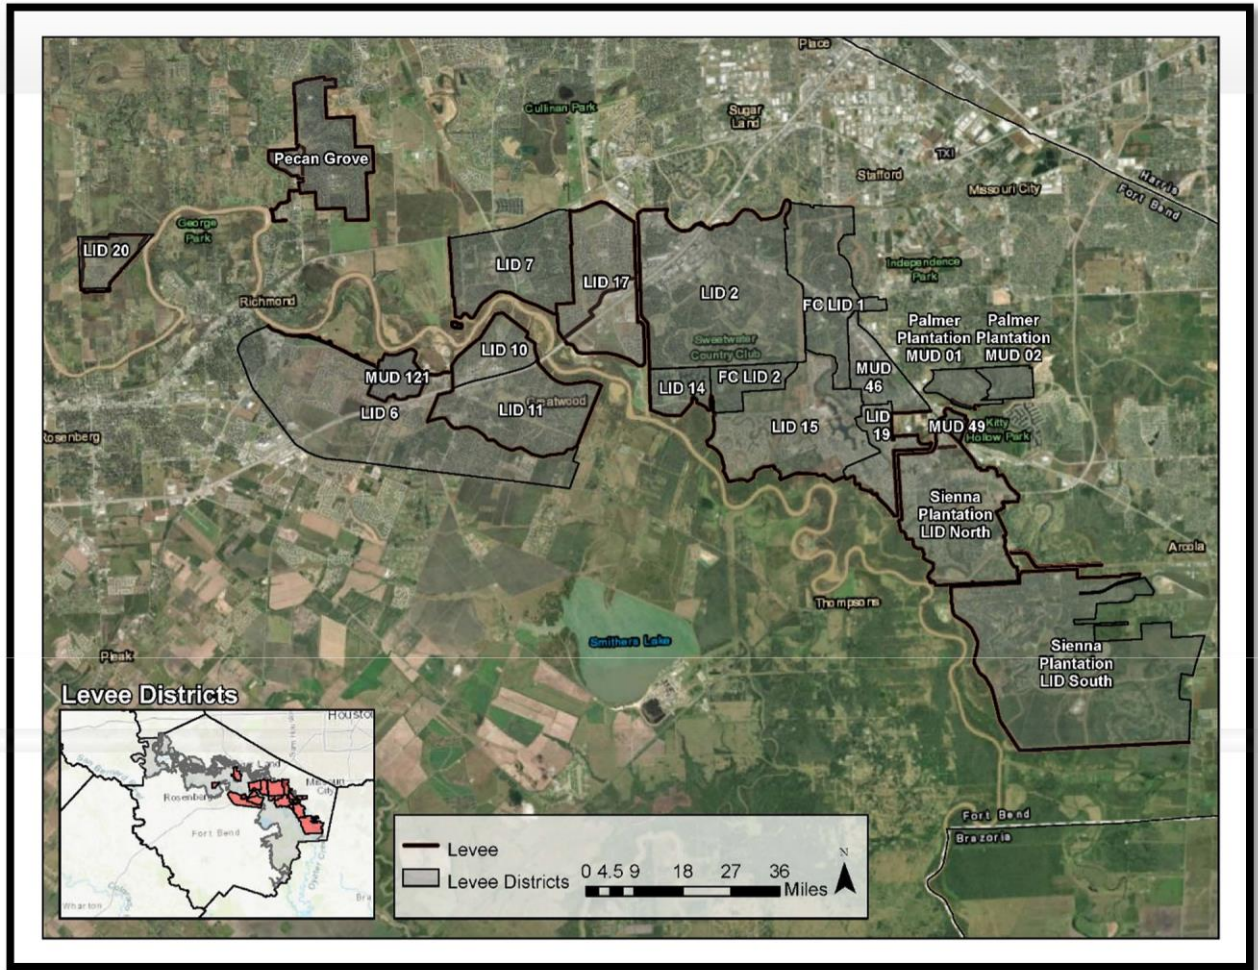 Place
Cullinan Park
Sugar
Land
TXI
Stafford
Missouri City
Harris
Fort Bend
Pecan Grove
George
Park
LID 20
Richmond
LID 7
LID 17
LID 2
Independence
Park
FC LID 1
Palmer
Plantation
MUD 01
Palmer
Plantation
MUD 02
Sweetwater
Country Club
LID 10
MUD 121
LID 6
LID 11
LID 14
FC LID 2
MUD
46
LID
19
MUD 49
Kitty
Hollow Park
LID 15
Rosenberg
Sienna
Plantation
LID North
Arcola
Thompsons
Smithers Lake
Pleak
Sienna
Plantation
LID South
Levee Districts
Houston
Land
Missouri
City
Rosenberg
Fort Bend
Wharton
Levee
Levee Districts
0 4.5 9 18 27 36
Miles
N
Fort Bend
Brazoria